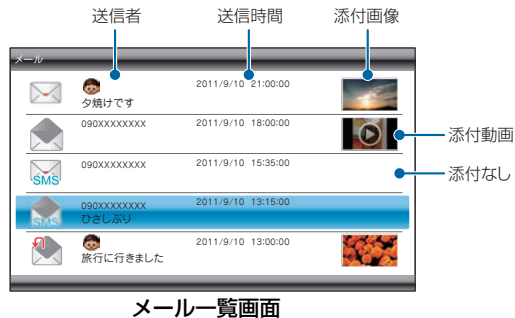 送信者 送信時間 添付画像
メール
2011/9/10 21:00:00
夕焼けです
090XXXXXXXX 2011/9/10 18:00:00
添付動画
090XXXXXXXX 2011/9/10 15:35:00
添付なし
SMS
090XXXXXXXX 2011/9/10 13:15:00
SMS ひさしぶり
2011/9/10 13:00:00
旅行に行きました
メール一覧画面